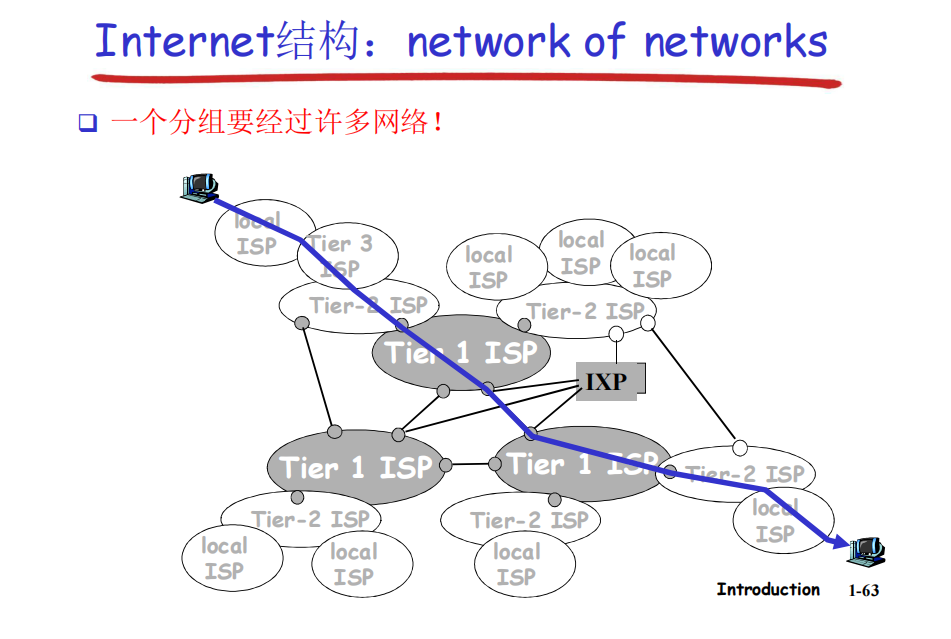 Internet结构：network of networks
一个分组要经过许多网络！
local
ISP
Tier 3
ISP
local
ISP
local
ISP
local
ISP
Tier-2 ISP
Tier-2 ISP
Tier 1 ISP
IXP
Tier 1 ISP
Tier 1 ISP
Tier-2 ISP
Tier-2 ISP
Tier-2 ISP
local
ISP
local
ISP
local
ISP
local
ISP
Introduction 1-63